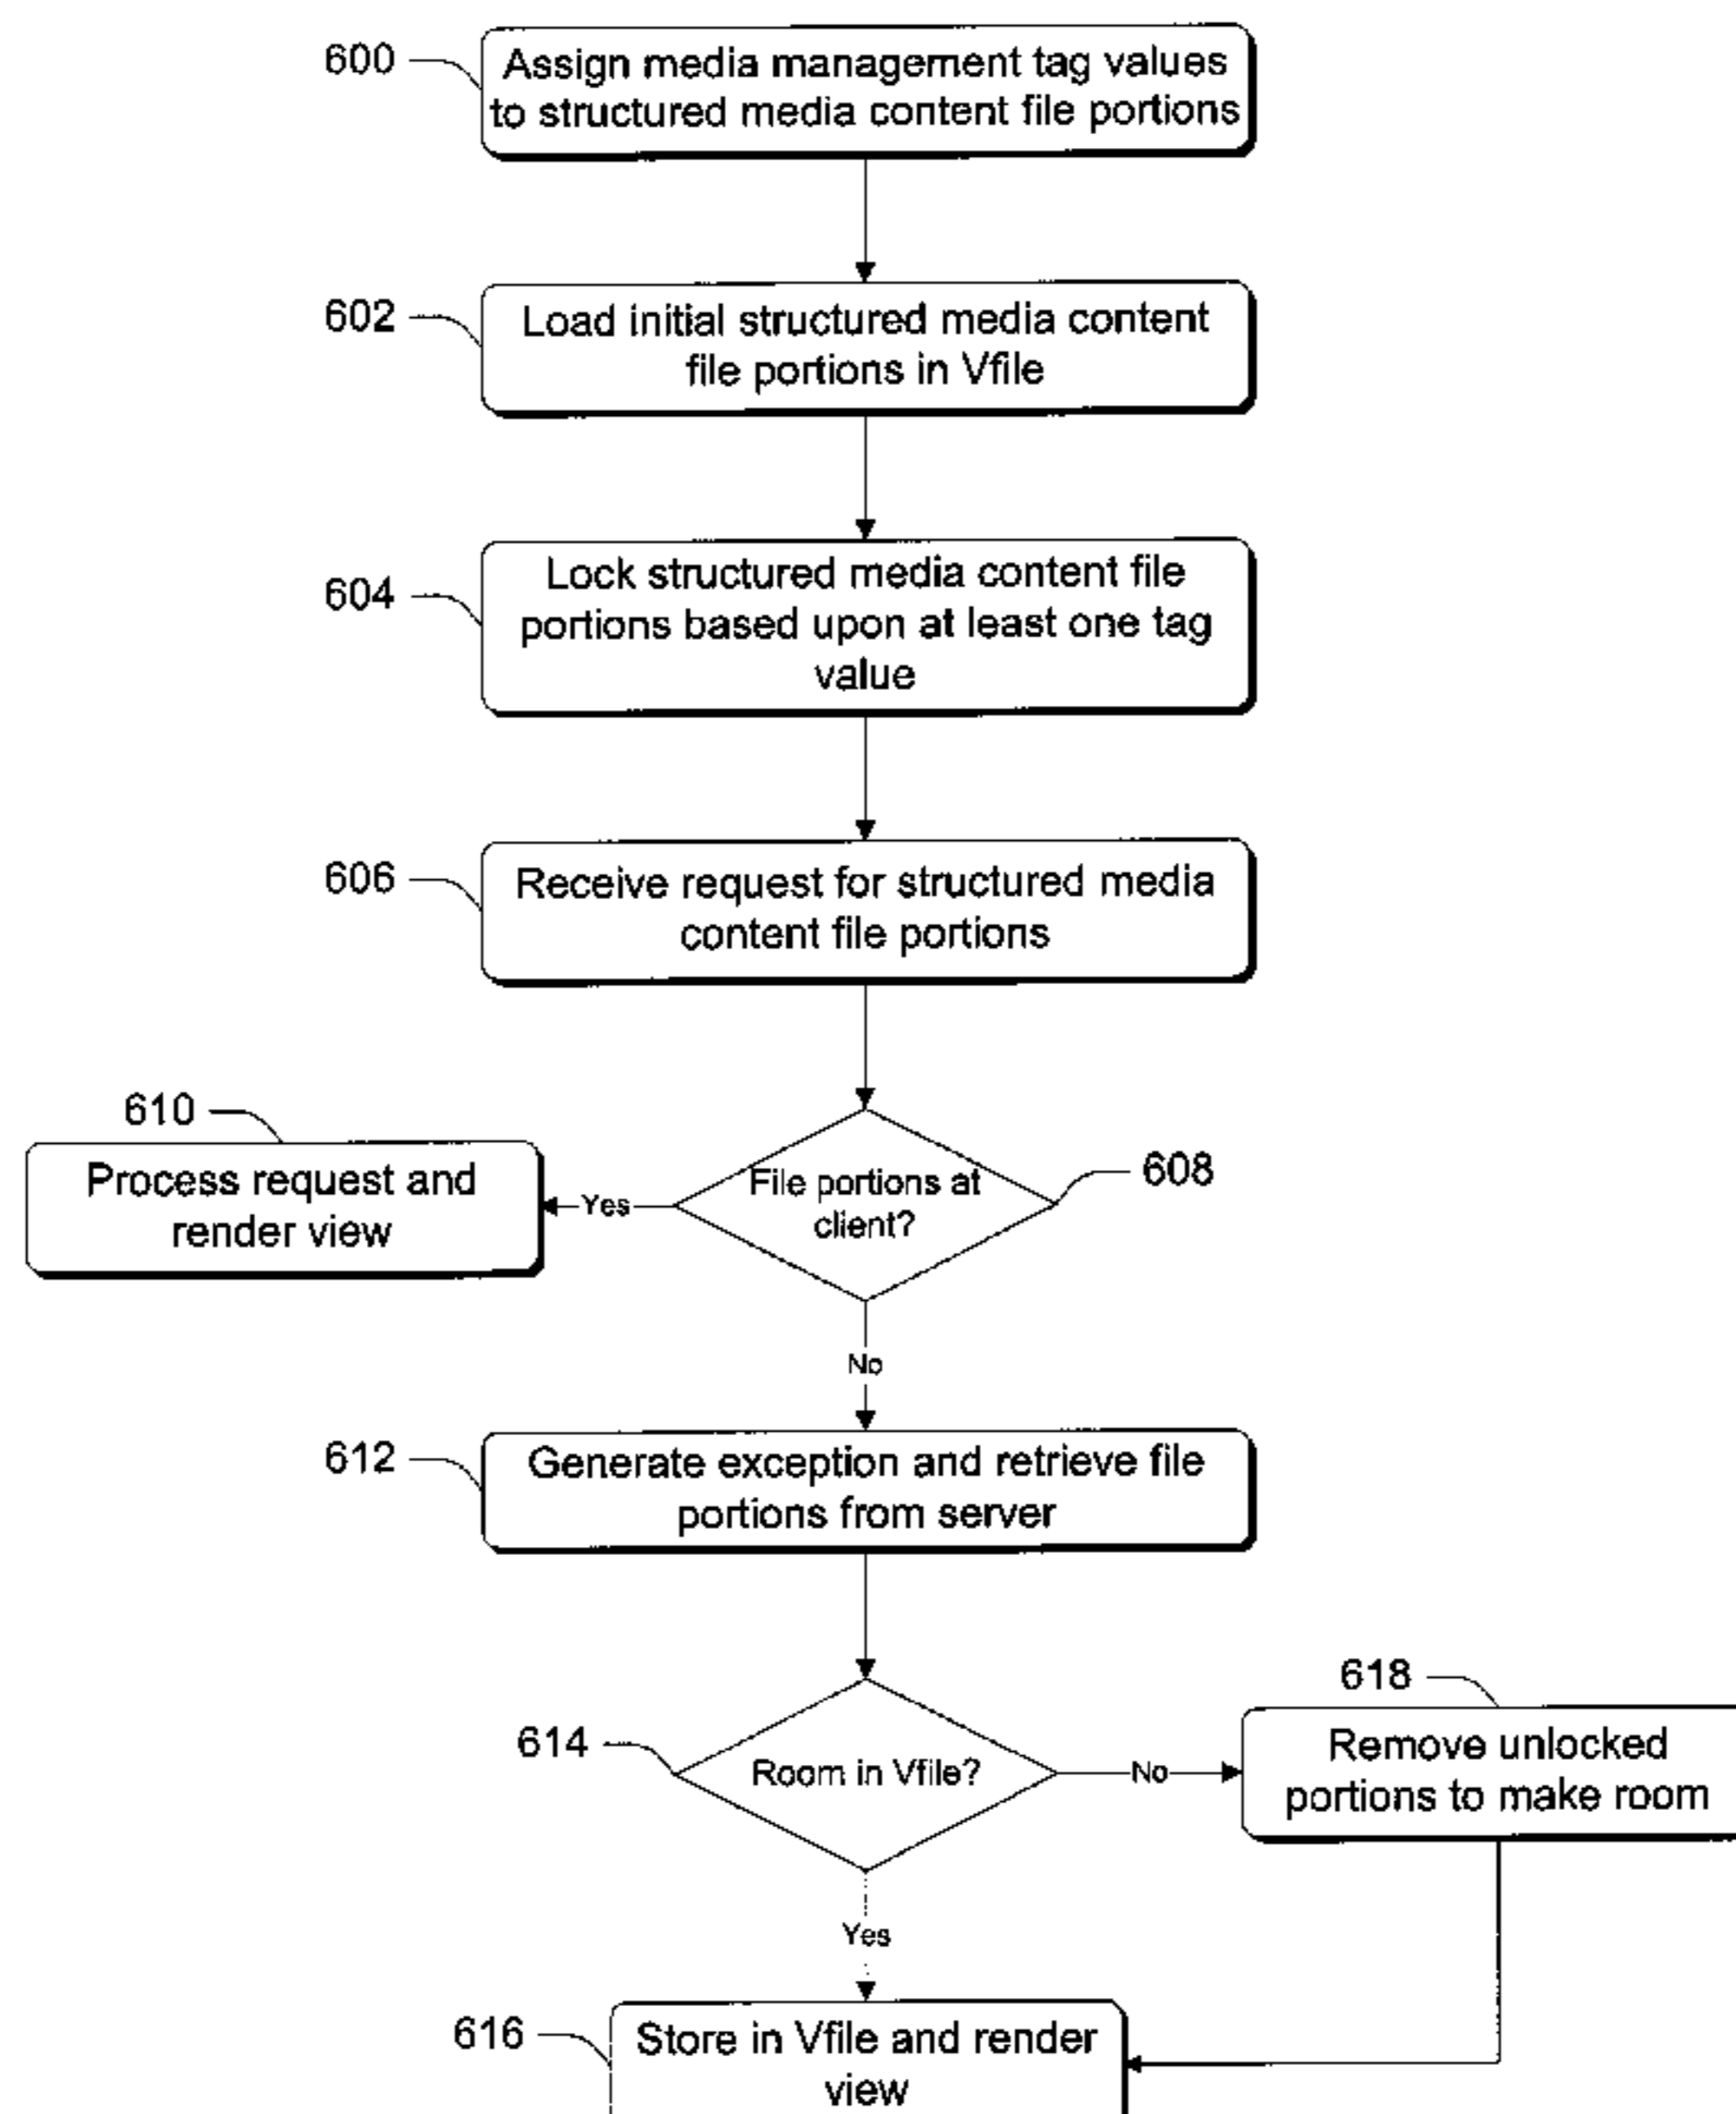 600
Assign media management tag values
to structured media content file portions
602
Load initial structured media content
file portions in Vfile
604
Lock structured media content file
portions based upon at least one tag
value
606
Receive request for structured media
content file portions
610
Process request and
render view
Yes
File portions at
client?
608
No
612
Generate exception and retrieve file
portions from server
614
Room in Vfile?
No
618
Remove unlocked
portions to make room
Yes
616
Store in Vfile and render
view